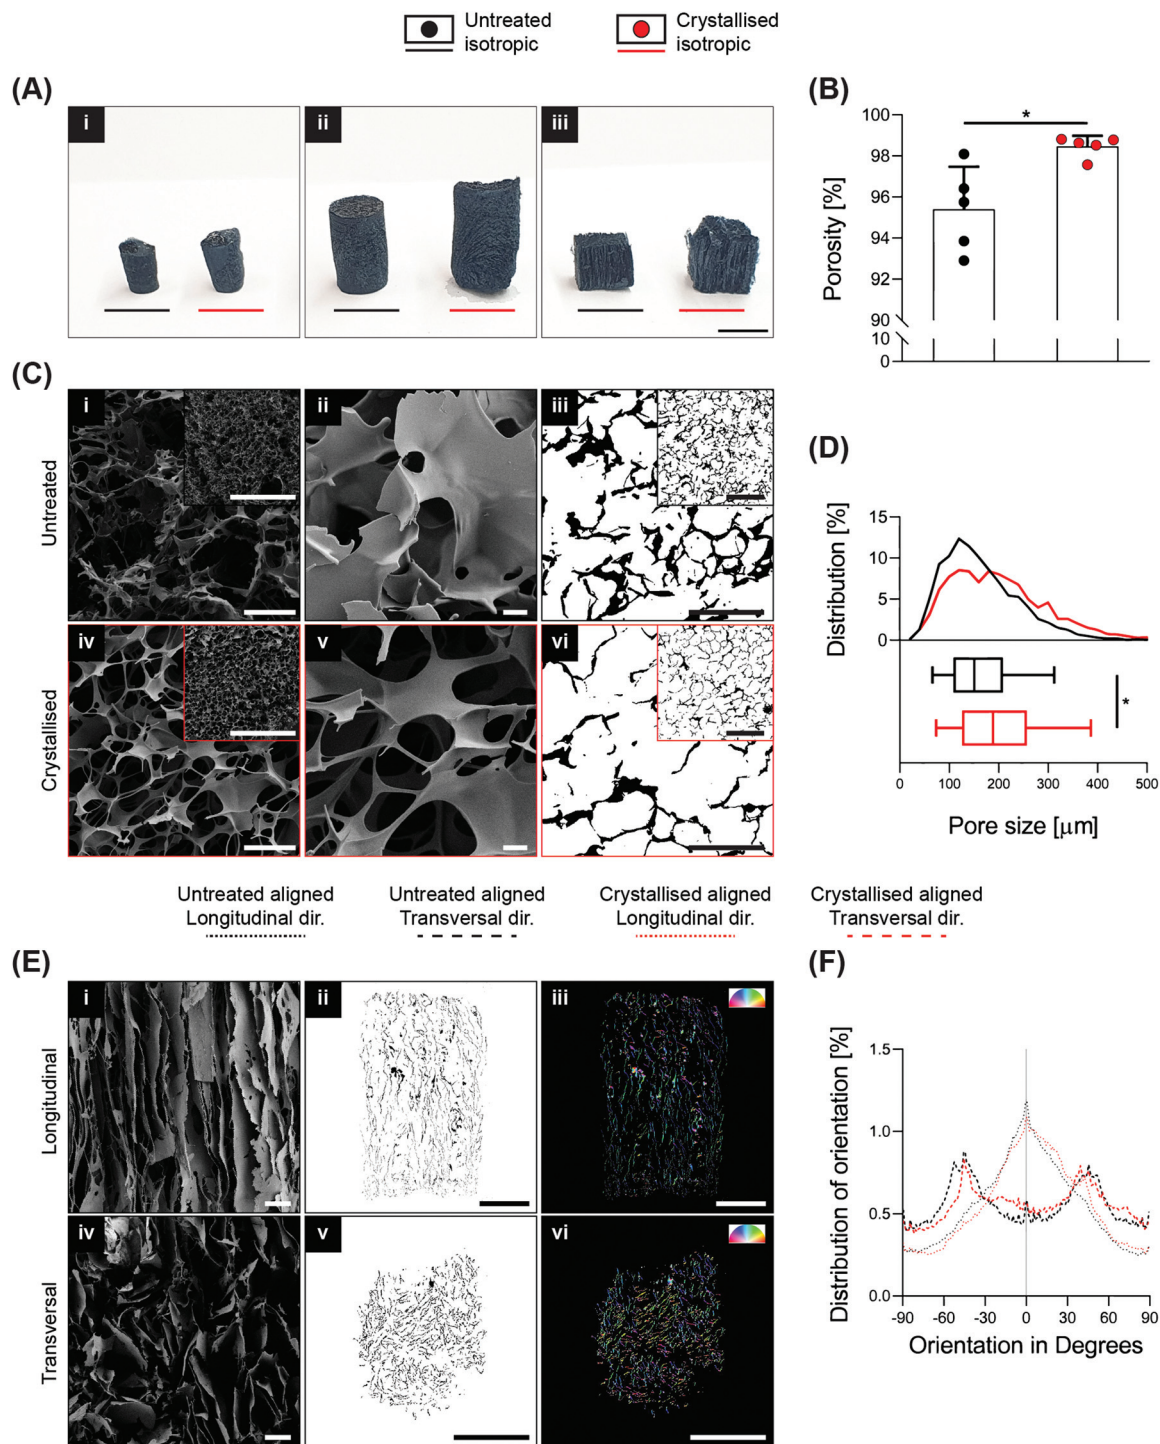 Untreated
isotropic
Crystallised
isotropic
(A)
i
ii
iii
(B)
Porosity [%]
100
98
96
94
92
90
10
0
*
(C)
Untreated
i
ii
iii
Crystallised
iv
v
vi
(D)
Distribution [%]
15
10
5
0
*
0
100
200
300
400
500
Pore size [µm]
Untreated aligned
Longitudinal dir.
Untreated aligned
Transversal dir.
Crystallised aligned
Longitudinal dir.
Crystallised aligned
Transversal dir.
(E)
Longitudinal
i
ii
iii
Transversal
iv
v
vi
(F)
Distribution of orientation [%]
1.5
1.0
0.5
0.0
-90
-60
-30
0
30
60
90
Orientation in Degrees